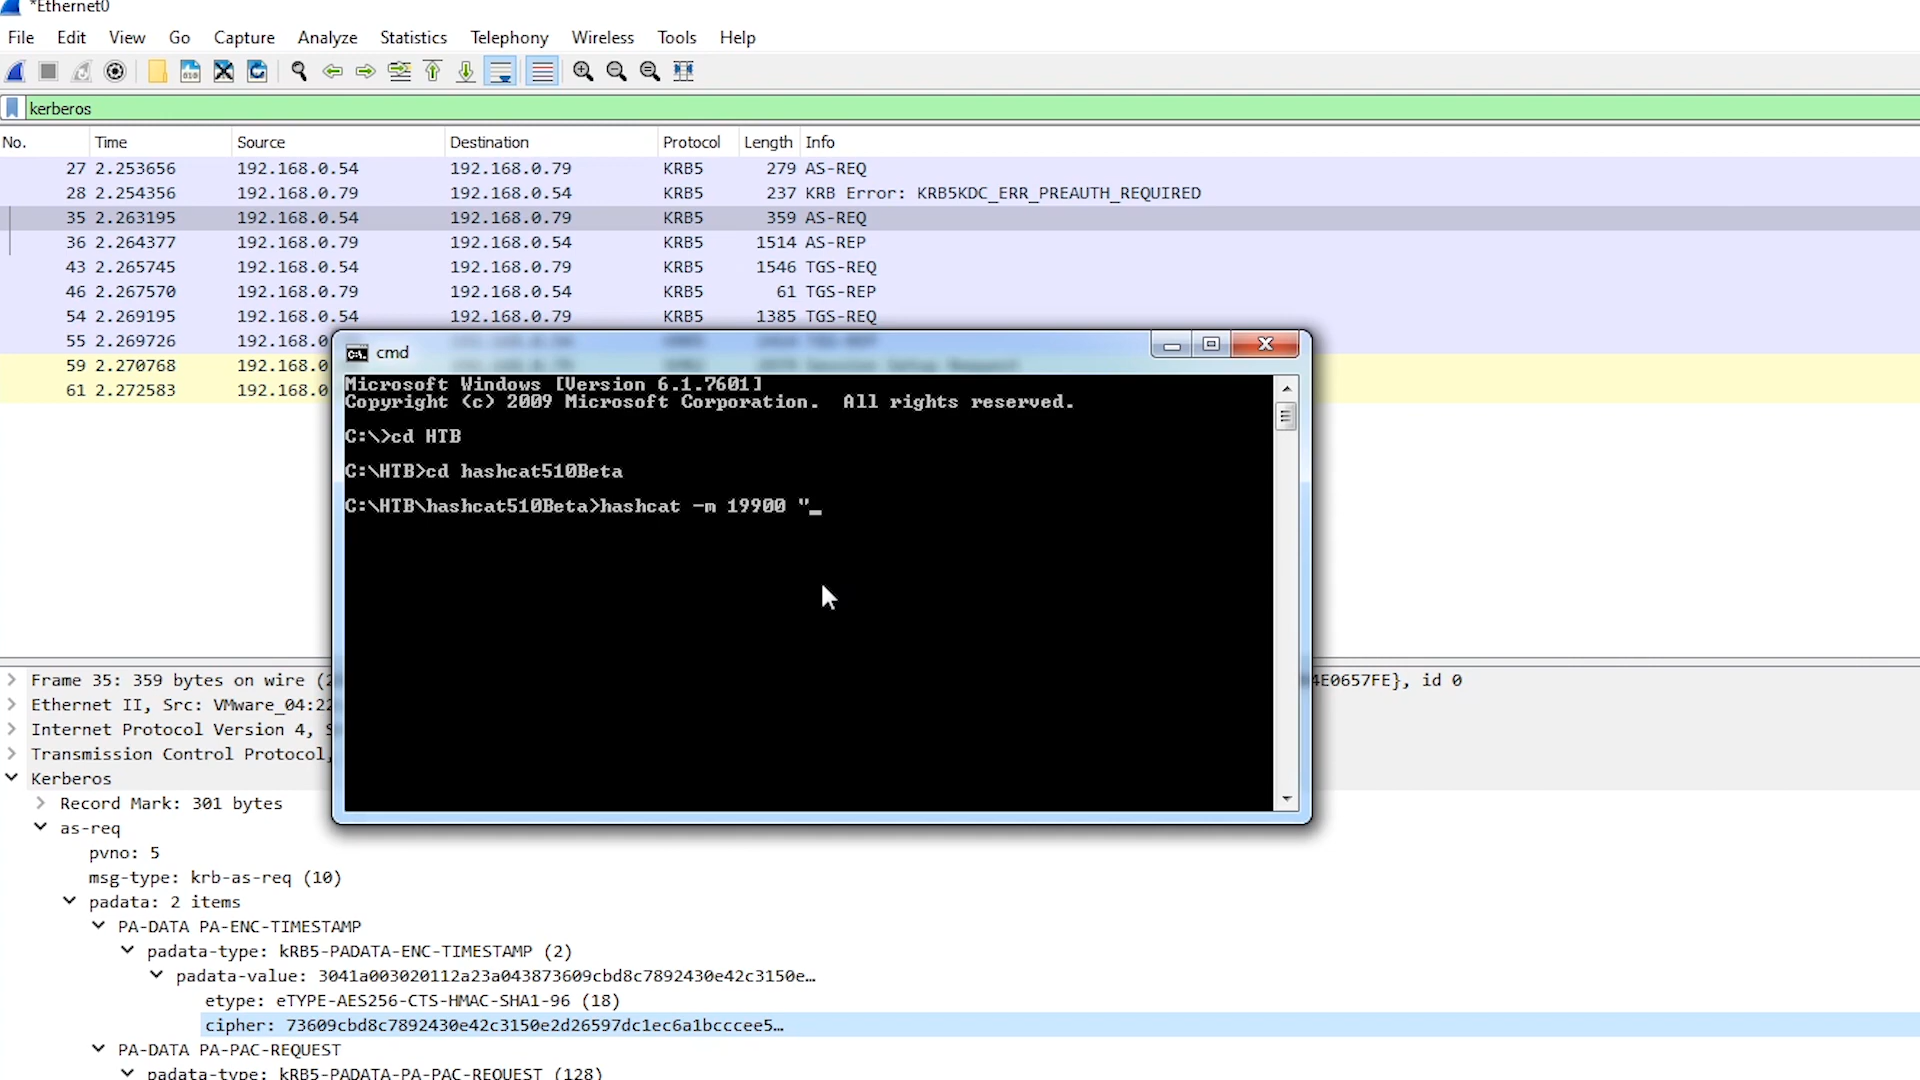 *Ethernet0
File Edit View Go Capture Analyze Statistics Telephony Wireless Tools Help
kerberos
No. Time Source Destination Protocol Length Info
27 2.253656 192.168.0.54 192.168.0.79 KRB5 279 AS-REQ
28 2.254356 192.168.0.79 192.168.0.54 KRB5 237 KRB Error: KRB5KDC_ERR_PREAUTH_REQUIRED
35 2.263195 192.168.0.54 192.168.0.79 KRB5 359 AS-REQ
36 2.264377 192.168.0.79 192.168.0.54 KRB5 1514 AS-REP
43 2.265745 192.168.0.54 192.168.0.79 KRB5 1546 TGS-REQ
46 2.267570 192.168.0.79 192.168.0.54 KRB5 61 TGS-REP
54 2.269195 192.168.0.54 192.168.0.79 KRB5 1385 TGS-REQ
55 2.269726 192.168.0
59 2.270768 192.168.0
61 2.272583 192.168.0
cmd
Microsoft Windows [Version 6.1.7601]
Copyright (c) 2009 Microsoft Corporation. All rights reserved.
C:\>cd HTB
C:\HTB>cd hashcat510Beta
C:\HTB\hashcat510Beta>hashcat -m 19900 "_
Frame 35: 359 bytes on wire (2 4E0657FE}, id 0
Ethernet II, Src: VMware_04:22
Internet Protocol Version 4, S
Transmission Control Protocol,
Kerberos
Record Mark: 301 bytes
as-req
pvno: 5
msg-type: krb-as-req (10)
padata: 2 items
PA-DATA PA-ENC-TIMESTAMP
padata-type: kRB5-PADATA-ENC-TIMESTAMP (2)
padata-value: 3041a003020112a23a043873609cbd8c7892430e42c3150e…
etype: eTYPE-AES256-CTS-HMAC-SHA1-96 (18)
cipher: 73609cbd8c7892430e42c3150e2d26597dc1ec6a1bcccee5…
PA-DATA PA-PAC-REQUEST
padata-type: kRB5-PADATA-PA-PAC-REQUEST (128)